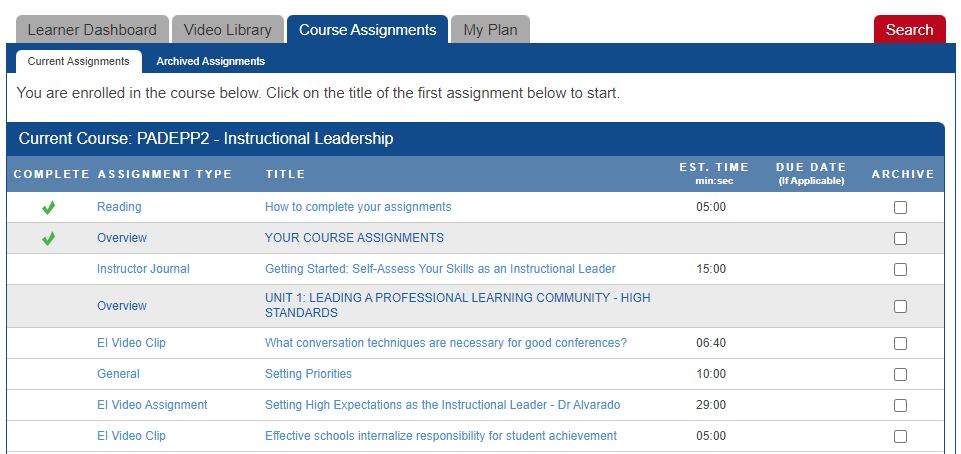 Learner Dashboard Video Library Course Assignments My Plan Search
Current Assignments Archived Assignments
You are enrolled in the course below. Click on the title of the first assignment below to start.
Current Course: PADEPP2 - Instructional Leadership
COMPLETE ASSIGNMENT TYPE TITLE EST. TIME min:sec DUE DATE (If Applicable) ARCHIVE
Reading How to complete your assignments 05:00
Overview YOUR COURSE ASSIGNMENTS
Instructor Journal Getting Started: Self-Assess Your Skills as an Instructional Leader 15:00
Overview UNIT 1: LEADING A PROFESSIONAL LEARNING COMMUNITY - HIGH
STANDARDS
EI Video Clip What conversation techniques are necessary for good conferences? 06:40
General Setting Priorities 10:00
EI Video Assignment Setting High Expectations as the Instructional Leader - Dr Alvarado 29:00
EI Video Clip Effective schools internalize responsibility for student achievement 05:00